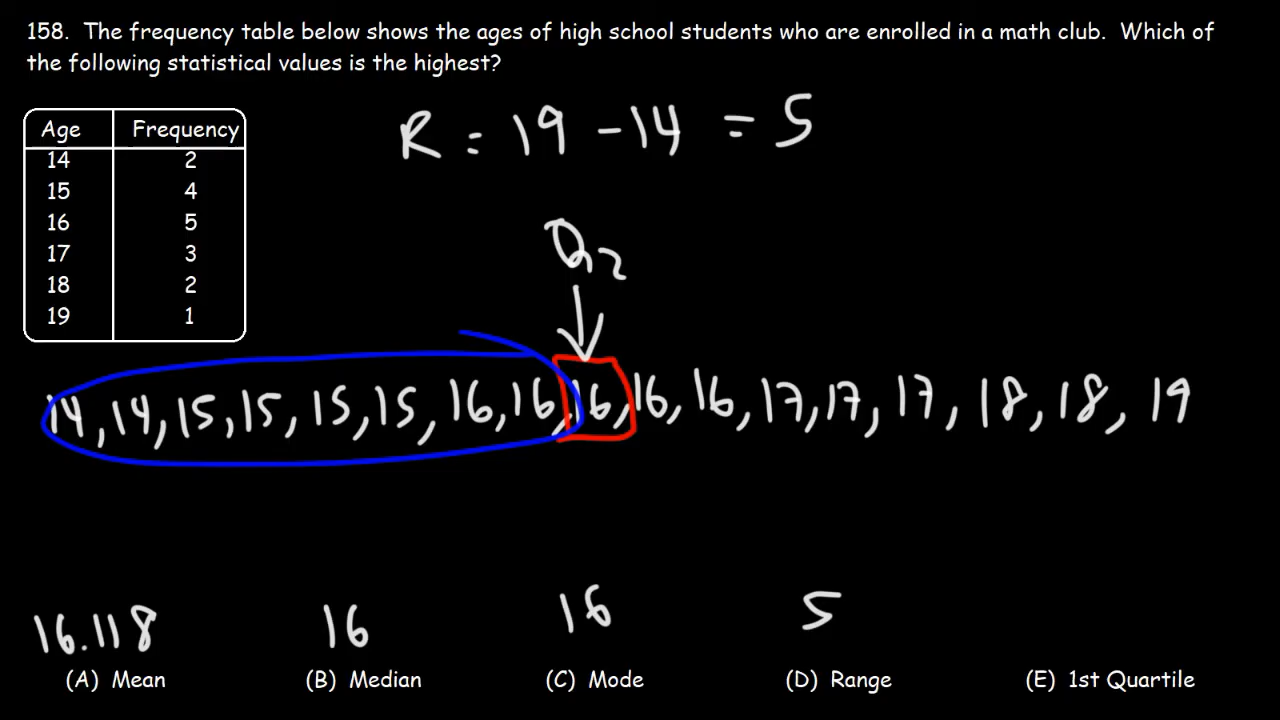 158. The frequency table below shows the ages of high school students who are enrolled in a math club. Which of
the following statistical values is the highest?
Age Frequency
14 2
15 4
16 5
17 3
18 2
19 1
R = 19 - 14 = 5
Q2
14, 14, 15, 15, 15, 15, 16, 16, 16, 16, 16, 17, 17, 17, 18, 18, 19
16.118 16 16 5
(A) Mean (B) Median (C) Mode (D) Range (E) 1st Quartile